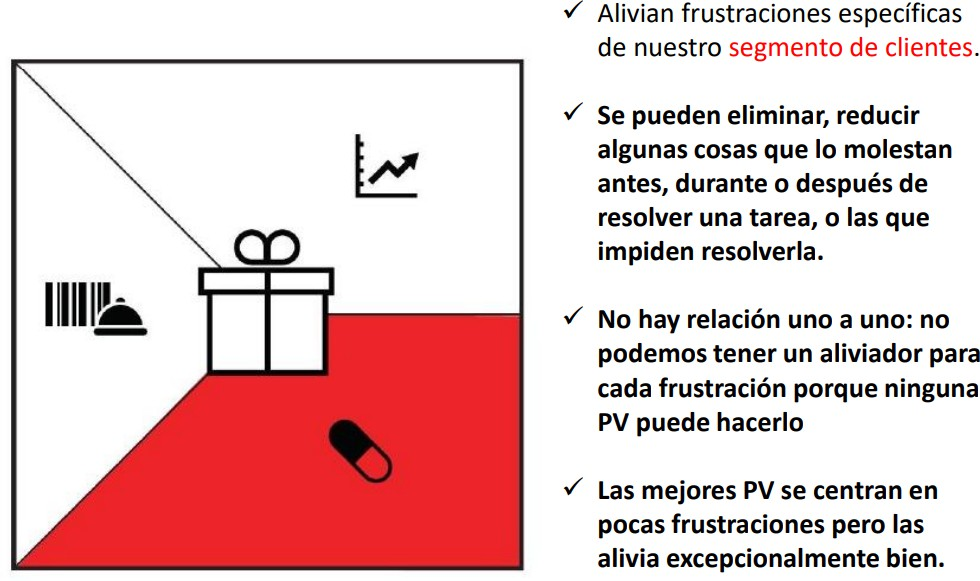 ✓ Alivian frustraciones específicas
de nuestro segmento de clientes.
✓ Se pueden eliminar, reducir
algunas cosas que lo molestan
antes, durante o después de
resolver una tarea, o las que
impiden resolverla.
✓ No hay relación uno a uno: no
podemos tener un aliviador para
cada frustración porque ninguna
PV puede hacerlo
✓ Las mejores PV se centran en
pocas frustraciones pero las
alivia excepcionalmente bien.